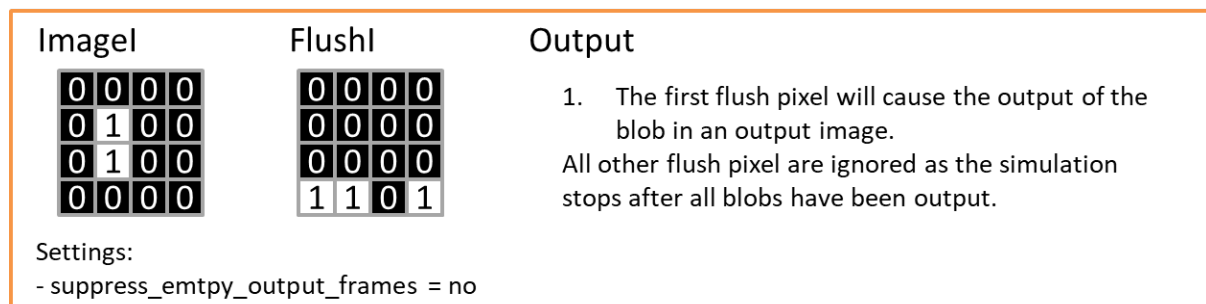 ImageI FlushI Output
0 0 0 0 0 0 0 0
0 1 0 0 0 0 0 0
0 1 0 0 0 0 0 0
0 0 0 0 1 1 0 1
1. The first flush pixel will cause the output of the
blob in an output image.
All other flush pixel are ignored as the simulation
stops after all blobs have been output.
Settings:
- suppress_emtpy_output_frames = no